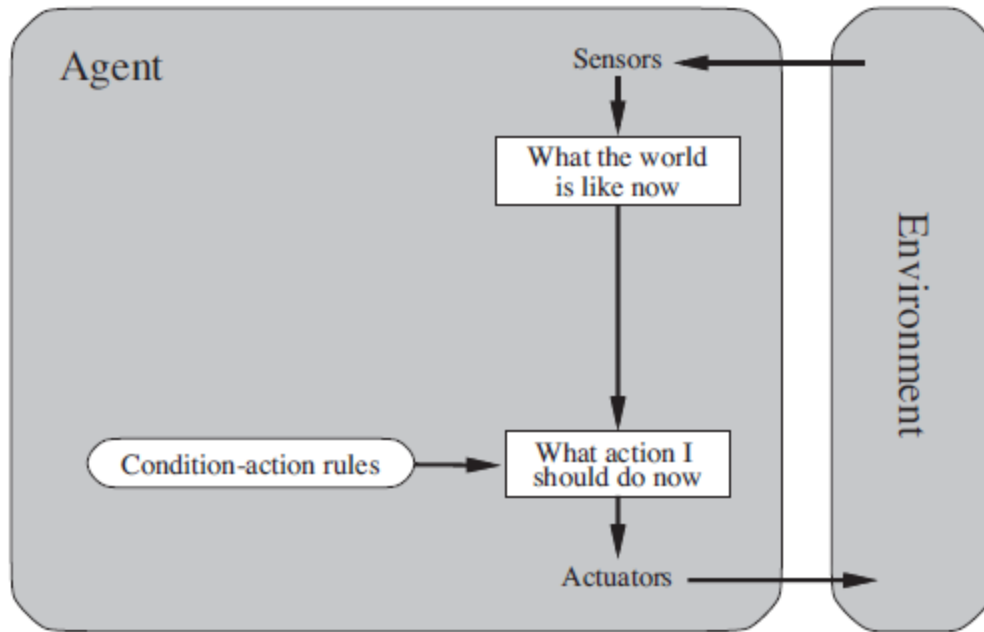 Agent
Sensors
What the world
is like now
Environment
Condition-action rules
What action I
should do now
Actuators